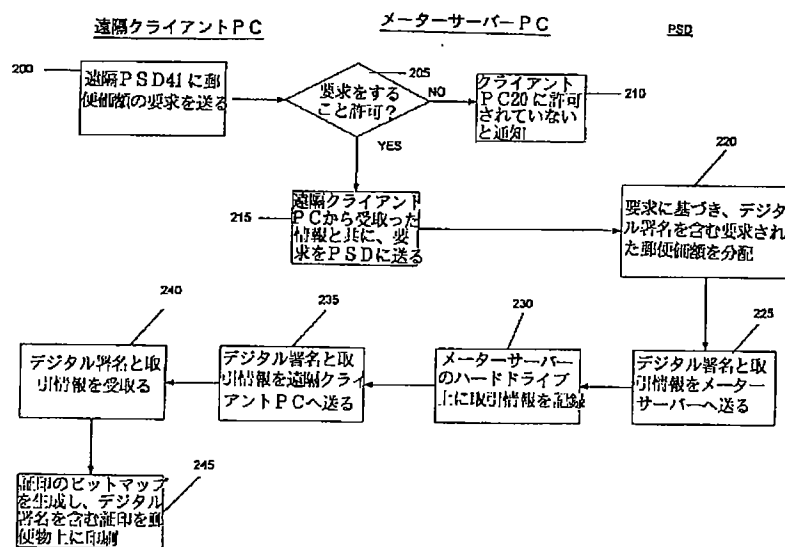 遠隔クライアントPC
メーターサーバーPC
PSD
200
遠隔PSD41に郵
便価額の要求を送る
205
要求をする
こと許可?
NO
YES
クライアント
PC20に許可
されていない
と通知
210
215
遠隔クライアント
PCから受取った
情報と共に、要
求をPSDに送る
220
要求に基づき、デジタ
ル署名を含む要求され
た郵便価額を分配
225
デジタル署名と取
引情報をメーター
サーバーへ送る
230
メーターサーバー
のハードドライブ
上に取引情報を記録
235
デジタル署名と取
引情報を遠隔クライ
アントPCへ送る
240
デジタル署名と取
引情報を受取る
245
証印のビットマップ
を生成し、デジタル
署名を含む証印を郵
便物上に印刷